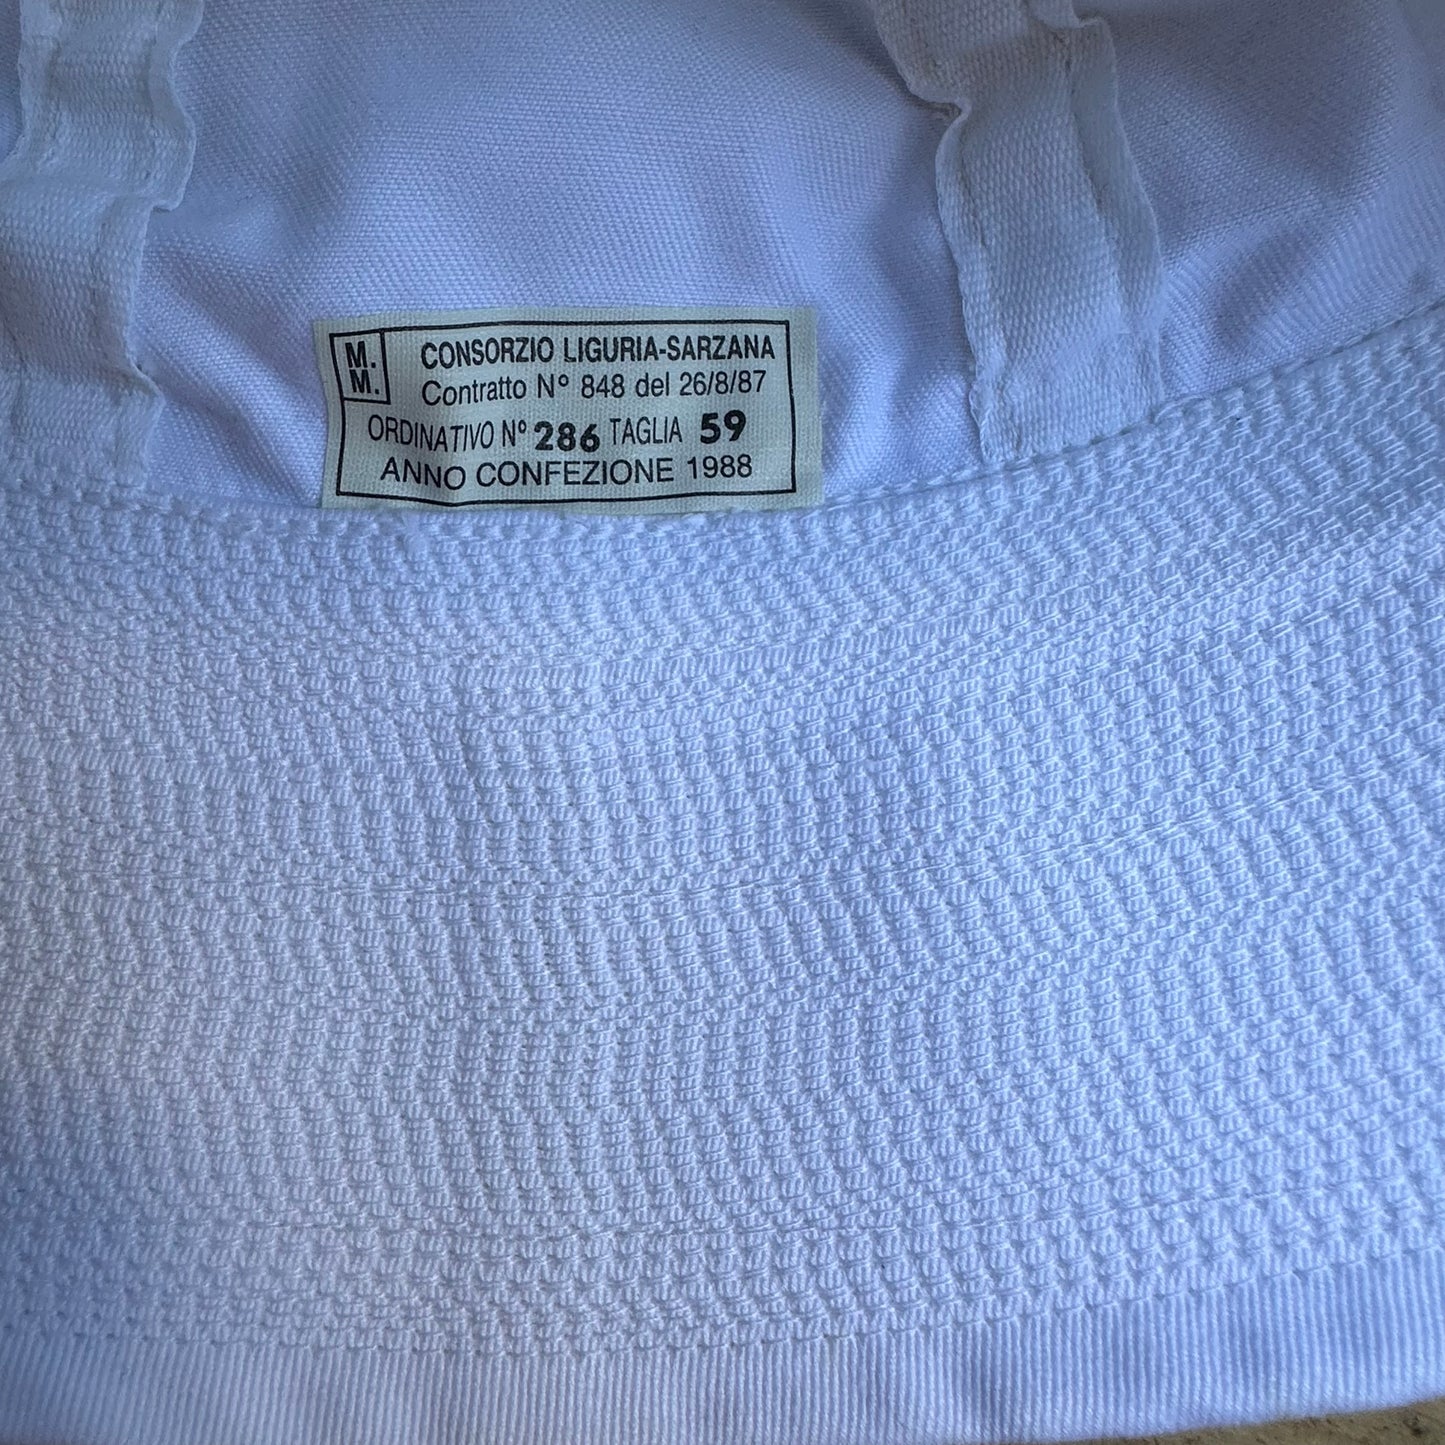 M.
M.
CONSORZIO LIGURIA-SARZANA
Contratto N° 848 del 26/8/87
ORDINATIVO N° 286 TAGLIA 59
ANNO CONFEZIONE 1988